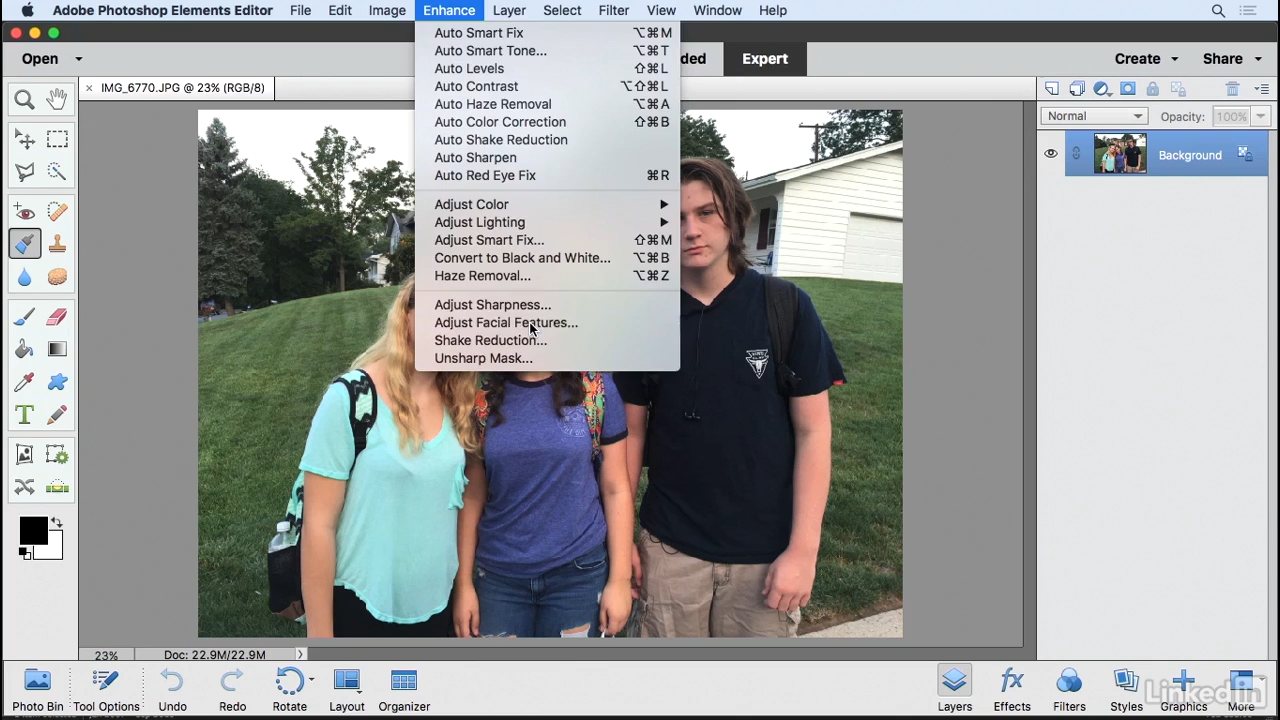 Adobe Photoshop Elements Editor File Edit Image Enhance Layer Select Filter View Window Help
Open
ded Expert
Create Share
× IMG_6770.JPG @ 23% (RGB/8)
Auto Smart Fix ⌥⌘M
Auto Smart Tone... ⌥⌘T
Auto Levels ⇧⌘L
Auto Contrast ⌥⇧⌘L
Auto Haze Removal ⌥⌘A
Auto Color Correction ⇧⌘B
Auto Shake Reduction
Auto Sharpen
Auto Red Eye Fix ⌘R
Adjust Color
Adjust Lighting
Adjust Smart Fix... ⇧⌘M
Convert to Black and White... ⌥⌘B
Haze Removal... ⌥⌘Z
Adjust Sharpness...
Adjust Facial Features...
Shake Reduction...
Unsharp Mask...
Normal Opacity: 100%
Background
T
23% Doc: 22.9M/22.9M
Photo Bin Tool Options Undo Redo Rotate Layout Organizer
fx
Layers Effects Filters Styles Graphics More
LinkedIn